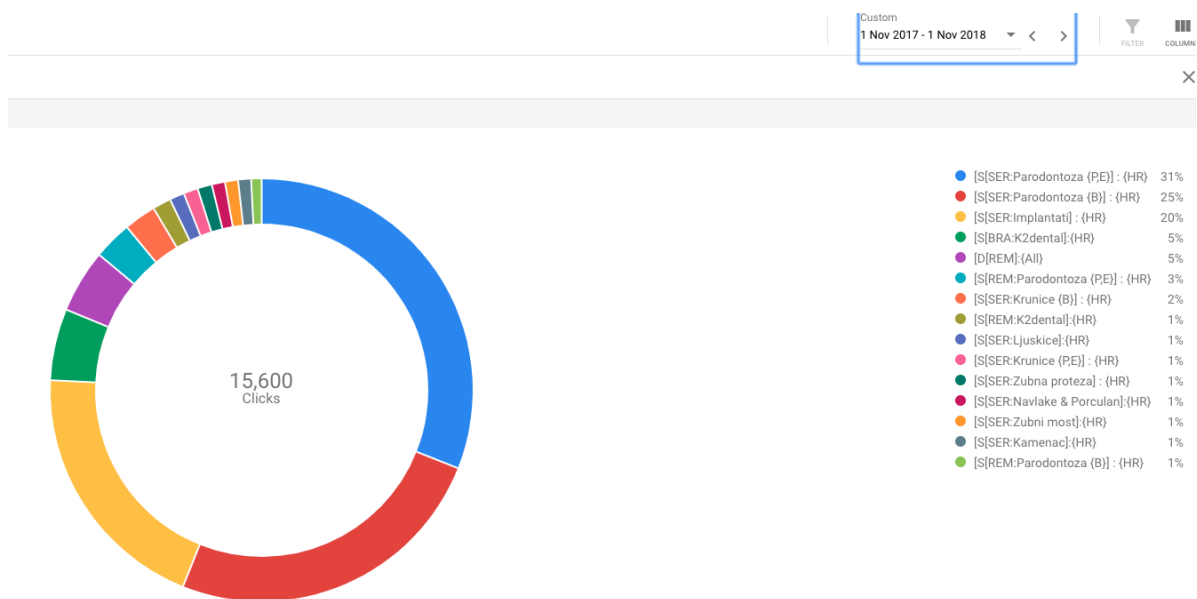 Custom
1 Nov 2017 - 1 Nov 2018
FILTER
COLUMNS
[S[SER:Parodontoza {P,E}] : {HR} 31%
[S[SER:Parodontoza {B}] : {HR} 25%
[S[SER:Implantati] : {HR} 20%
[S[BRA:K2dental]:{HR} 5%
[D[REM]:{All} 5%
[S[REM:Parodontoza {P,E}] : {HR} 3%
[S[SER:Krunice {B}] : {HR} 2%
[S[REM:K2dental]:{HR} 1%
[S[SER:Ljuskice]:{HR} 1%
[S[SER:Krunice {P,E}] : {HR} 1%
[S[SER:Zubna proteza] : {HR} 1%
[S[SER:Navlake & Porculan]:{HR} 1%
[S[SER:Zubni most]:{HR} 1%
[S[SER:Kamenac]:{HR} 1%
[S[REM:Parodontoza {B}] : {HR} 1%
15,600
Clicks